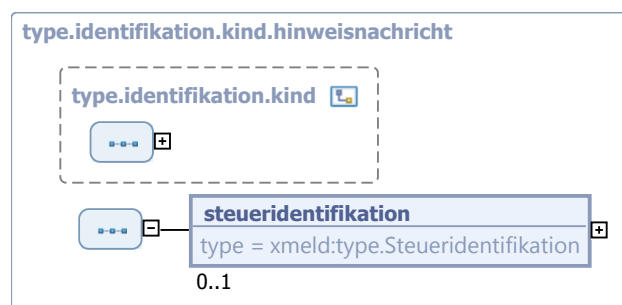 type.identifikation.kind.hinweisnachricht
type.identifikation.kind
steueridentifikation
type = xmeld:type.Steueridentifikation
0..1